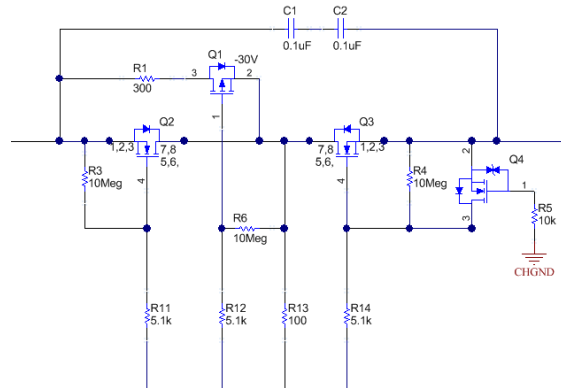 C1 C2
0.1uF 0.1uF
Q1 -30V
R1 3 2
300
1
Q2 Q3
1,2,3 7,8 7,8 1,2,3
5,6, 5,6,
R3 4 4 R4 2 Q4
10Meg 10Meg
1
R5
10k
3
R6
10Meg
CHGND
R11 R12 R13 R14
5.1k 5.1k 100 5.1k